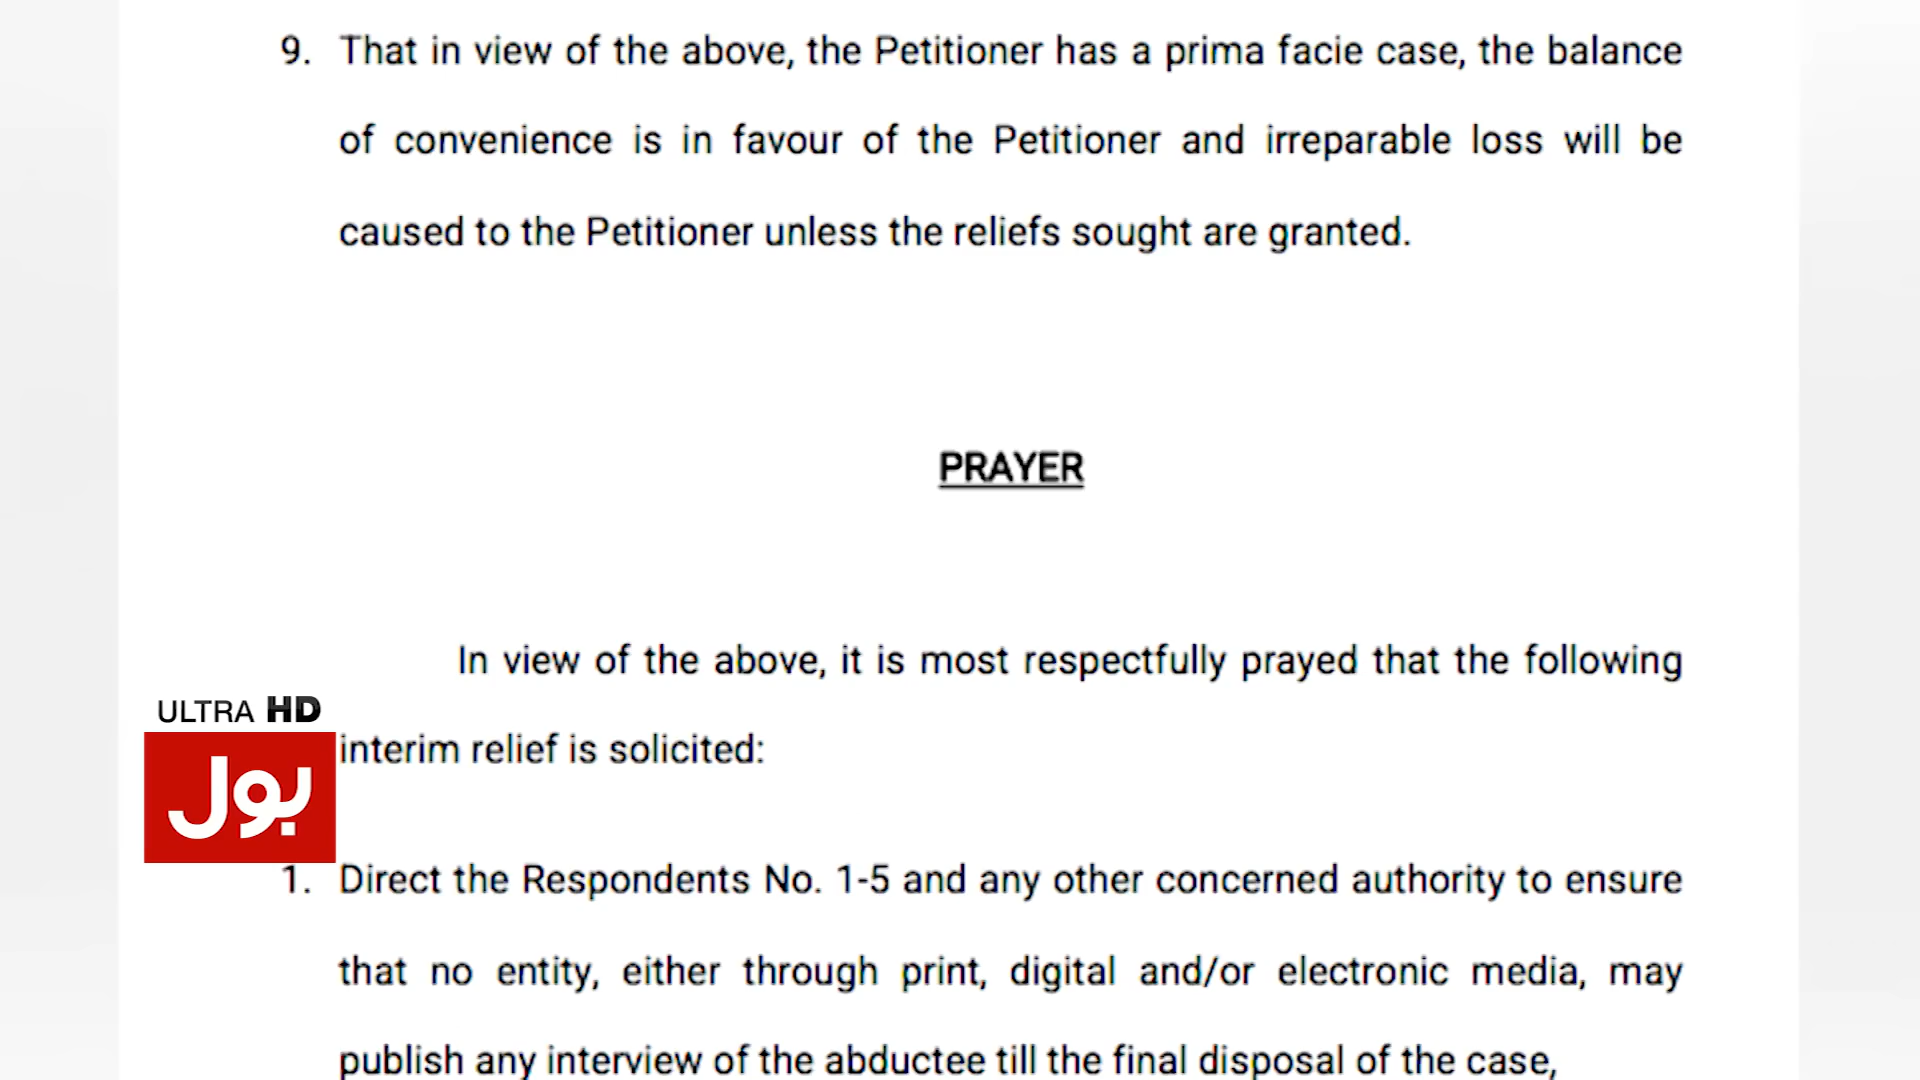 9. That in view of the above, the Petitioner has a prima facie case, the balance
of convenience is in favour of the Petitioner and irreparable loss will be
caused to the Petitioner unless the reliefs sought are granted.
PRAYER
In view of the above, it is most respectfully prayed that the following
interim relief is solicited:
ULTRA HD
بول
1. Direct the Respondents No. 1-5 and any other concerned authority to ensure
that no entity, either through print, digital and/or electronic media, may
publish any interview of the abductee till the final disposal of the case,